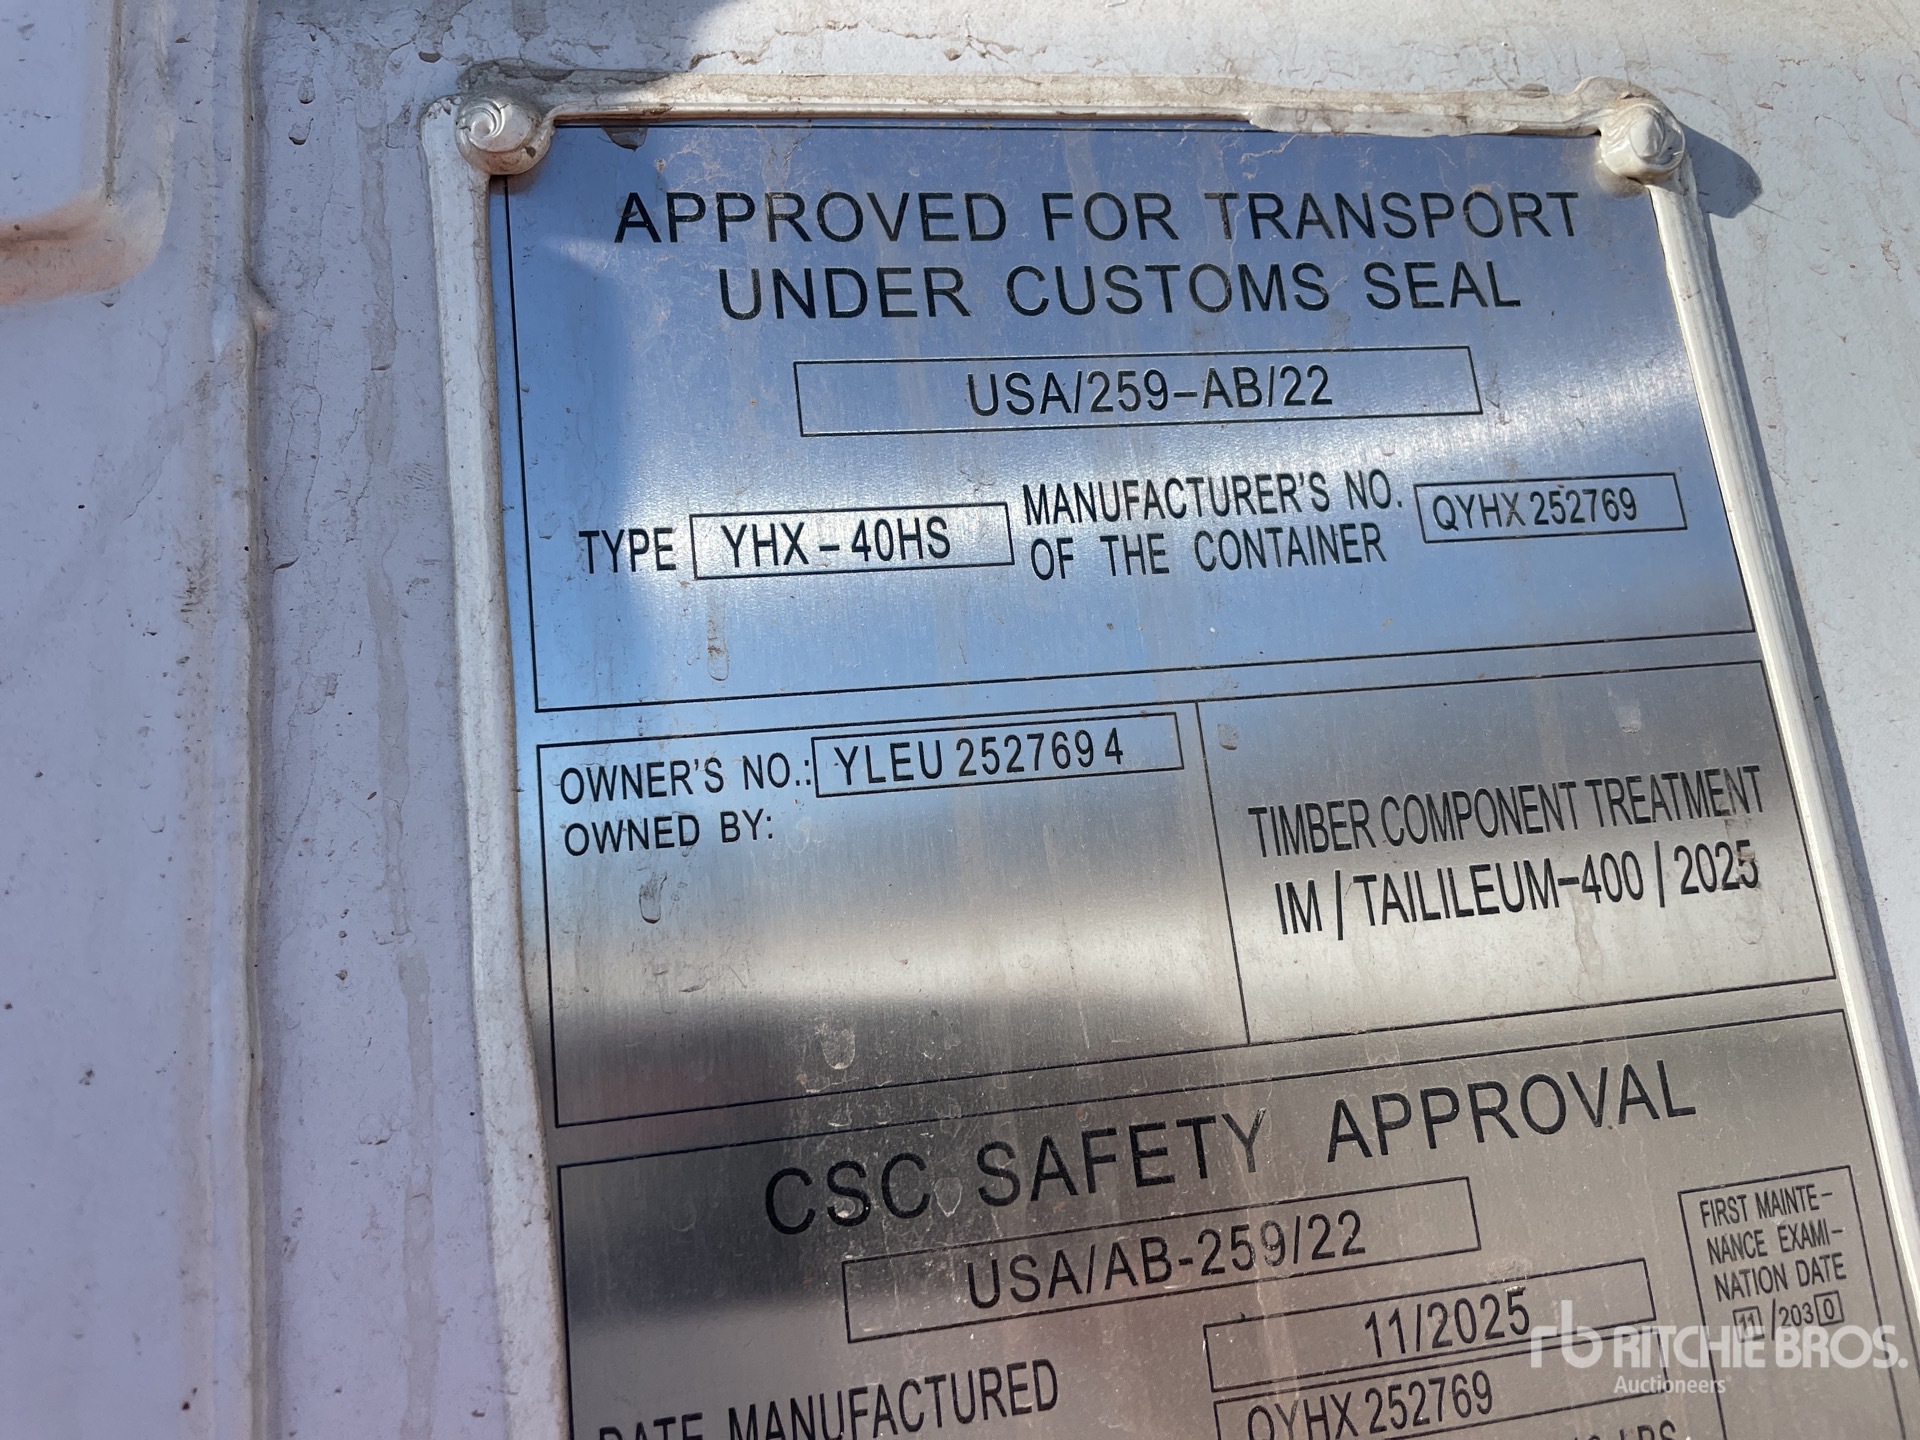 APPROVED FOR TRANSPORT
UNDER CUSTOMS SEAL
USA/259-AB/22
TYPE YHX-40HS MANUFACTURER'S NO. OF THE CONTAINER QYHX 252769
OWNER'S NO.: YLEU 252769 4
OWNED BY:
TIMBER COMPONENT TREATMENT
IM / TAILILEUM-400 / 2025
CSC SAFETY APPROVAL
USA/AB-259/22
FIRST MAINTE-
NANCE EXAMI-
NATION DATE
11/2030
DATE MANUFACTURED 11/2025
QYHX 252769
LBS
RITCHIE BROS.
Auctioneers